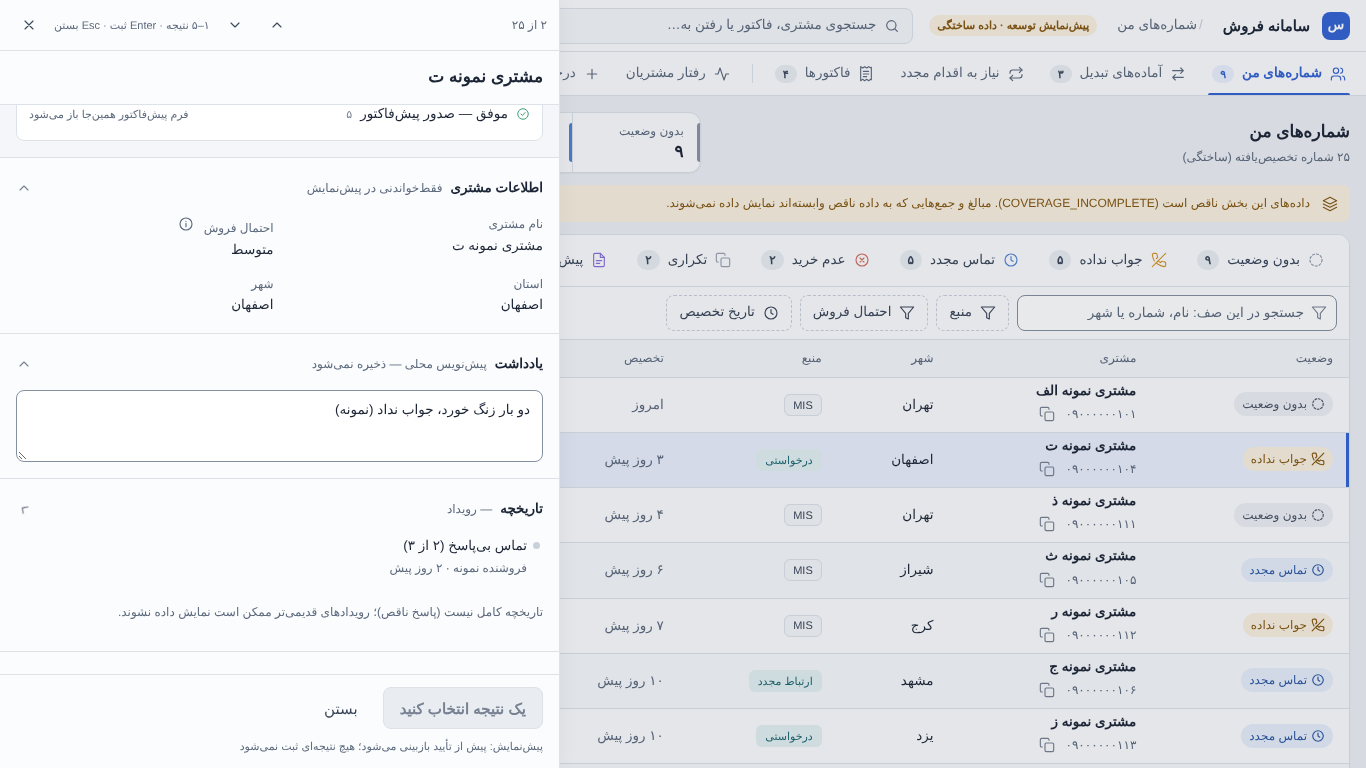 س
سامانه فروش
/ شماره‌های من
پیش‌نمایش توسعه · داده ساختگی
جستجوی مشتری، فاکتور یا رفتن به...
شماره‌های من ۹
آماده‌های تبدیل ۳
نیاز به اقدام مجدد
فاکتورها ۴
رفتار مشتریان
شماره‌های من
۲۵ شماره تخصیص‌یافته (ساختگی)
بدون وضعیت
۹
داده‌های این بخش ناقص است (COVERAGE_INCOMPLETE). مبالغ و جمع‌هایی که به داده ناقص وابسته‌اند نمایش داده نمی‌شوند.
بدون وضعیت ۹
جواب نداده ۵
تماس مجدد ۵
عدم خرید ۲
تکراری ۲
جستجو در این صف: نام، شماره یا شهر
منبع
احتمال فروش
تاریخ تخصیص
وضعیت مشتری شهر منبع تخصیص
بدون وضعیت مشتری نمونه الف ۰۹۰۰۰۰۰۰۱۰۱ تهران MIS امروز
جواب نداده مشتری نمونه ت ۰۹۰۰۰۰۰۰۱۰۴ اصفهان درخواستی ۳ روز پیش
بدون وضعیت مشتری نمونه ذ ۰۹۰۰۰۰۰۰۱۱۱ تهران MIS ۴ روز پیش
تماس مجدد مشتری نمونه ث ۰۹۰۰۰۰۰۰۱۰۵ شیراز MIS ۶ روز پیش
جواب نداده مشتری نمونه ر ۰۹۰۰۰۰۰۰۱۱۲ کرج MIS ۷ روز پیش
تماس مجدد مشتری نمونه ج ۰۹۰۰۰۰۰۰۱۰۶ مشهد ارتباط مجدد ۱۰ روز پیش
تماس مجدد مشتری نمونه ز ۰۹۰۰۰۰۰۰۱۱۳ یزد درخواستی ۱۰ روز پیش
۲ از ۲۵
۱–۵ نتیجه · Enter ثبت · Esc بستن
مشتری نمونه ت
موفق — صدور پیش‌فاکتور ۵
فرم پیش‌فاکتور همین‌جا باز می‌شود
اطلاعات مشتری فقط‌خواندنی در پیش‌نمایش
نام مشتری
مشتری نمونه ت
احتمال فروش
متوسط
استان
اصفهان
شهر
اصفهان
یادداشت پیش‌نویس محلی — ذخیره نمی‌شود
دو بار زنگ خورد، جواب نداد (نمونه)
تاریخچه — رویداد
تماس بی‌پاسخ (۲ از ۳)
فروشنده نمونه · ۲ روز پیش
تاریخچه کامل نیست (پاسخ ناقص)؛ رویدادهای قدیمی‌تر ممکن است نمایش داده نشوند.
یک نتیجه انتخاب کنید
بستن
پیش‌نمایش: پیش از تأیید بازبینی می‌شود؛ هیچ نتیجه‌ای ثبت نمی‌شود